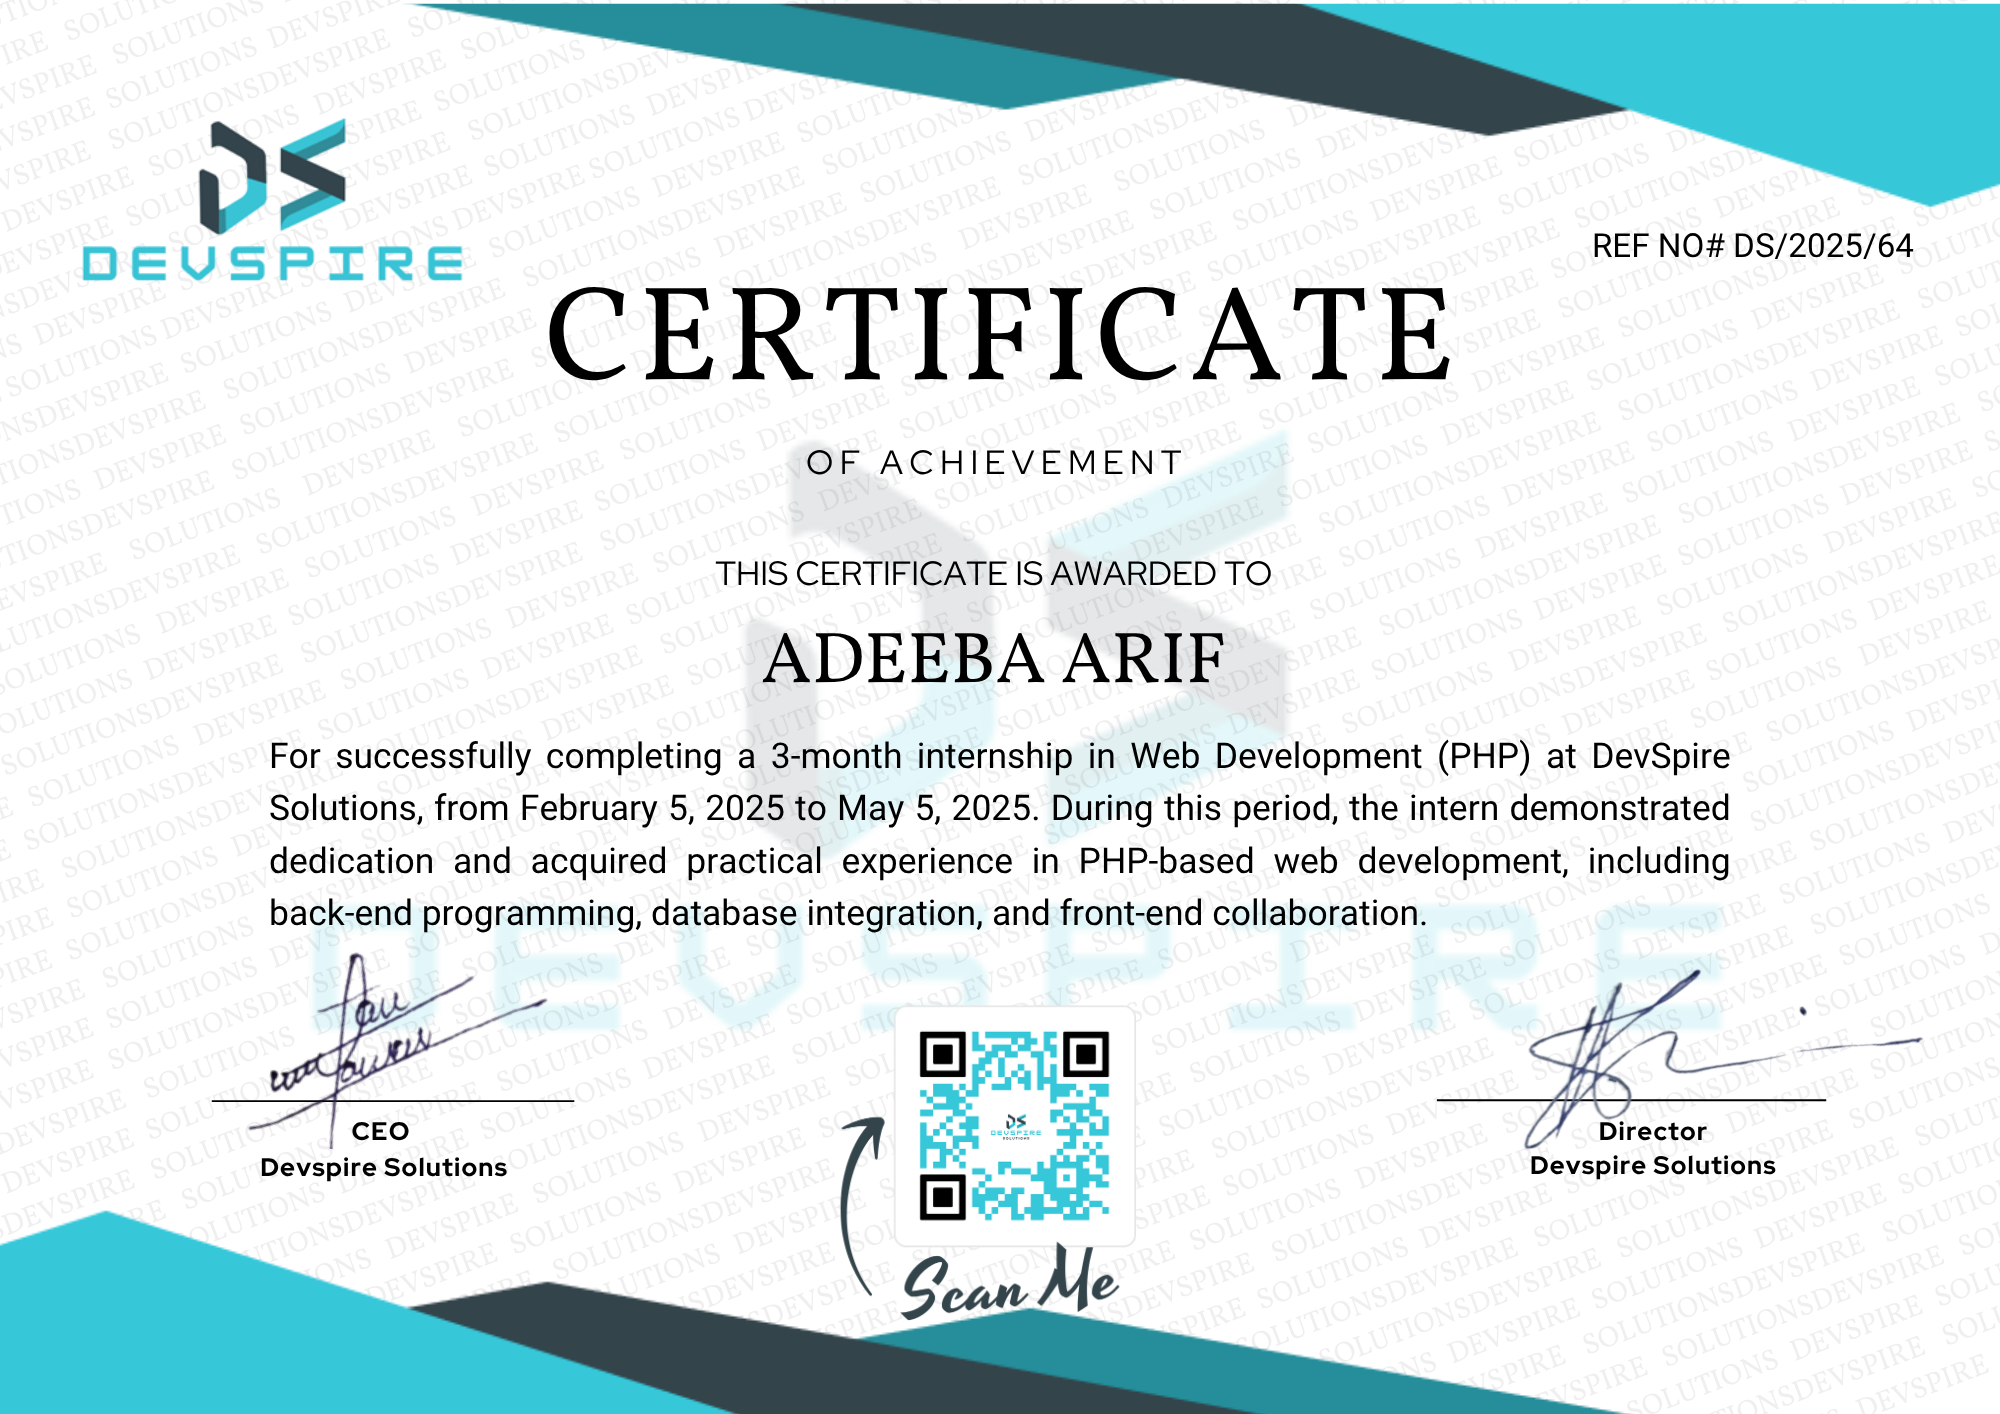 DEVSPIRE
REF NO# DS/2025/64
CERTIFICATE
OF ACHIEVEMENT
THIS CERTIFICATE IS AWARDED TO
ADEEBA ARIF
For successfully completing a 3-month internship in Web Development (PHP) at DevSpire
Solutions, from February 5, 2025 to May 5, 2025. During this period, the intern demonstrated
dedication and acquired practical experience in PHP-based web development, including
back-end programming, database integration, and front-end collaboration.
DEVSPIRE
CEO
Devspire Solutions
DEVSPIRE
SOLUTIONS
Scan Me
Director
Devspire Solutions